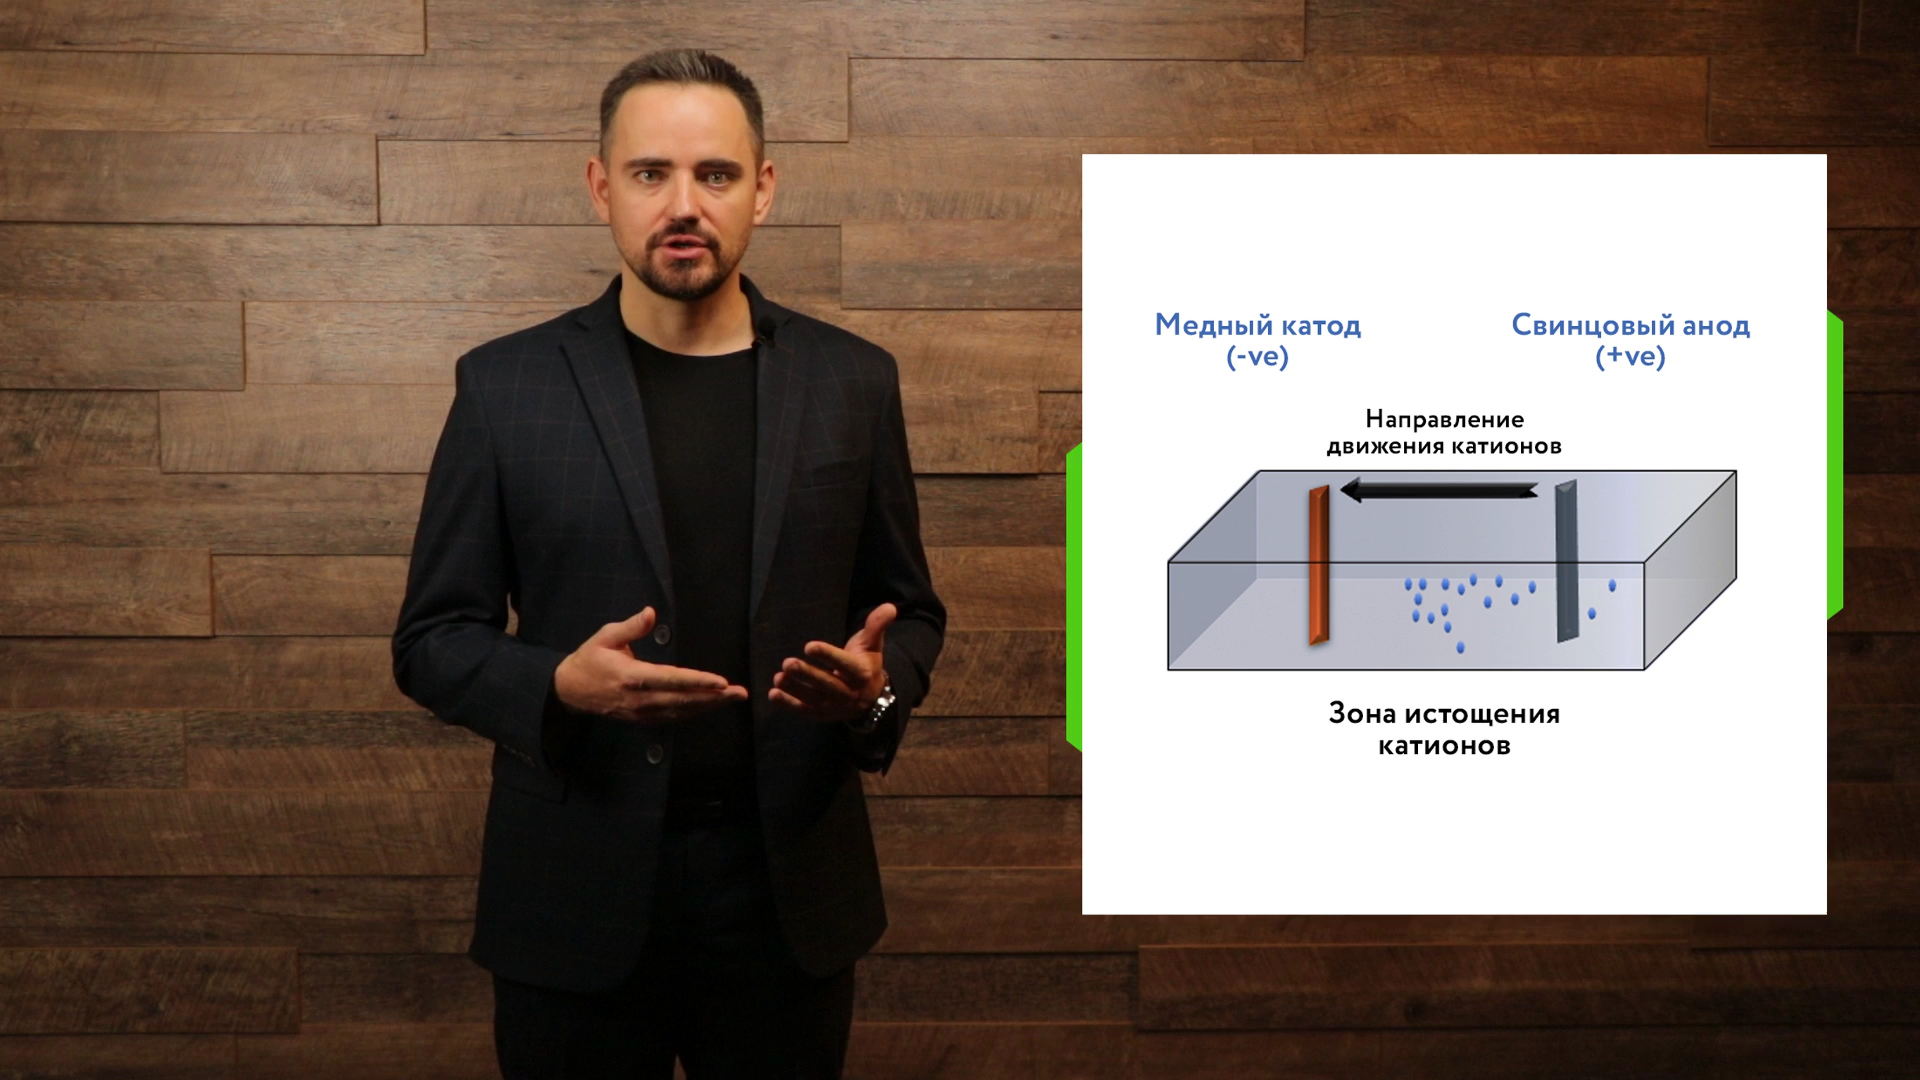 Медный катод
(-ve)
Свинцовый анод
(+ve)
Направление
движения катионов
Зона истощения
катионов